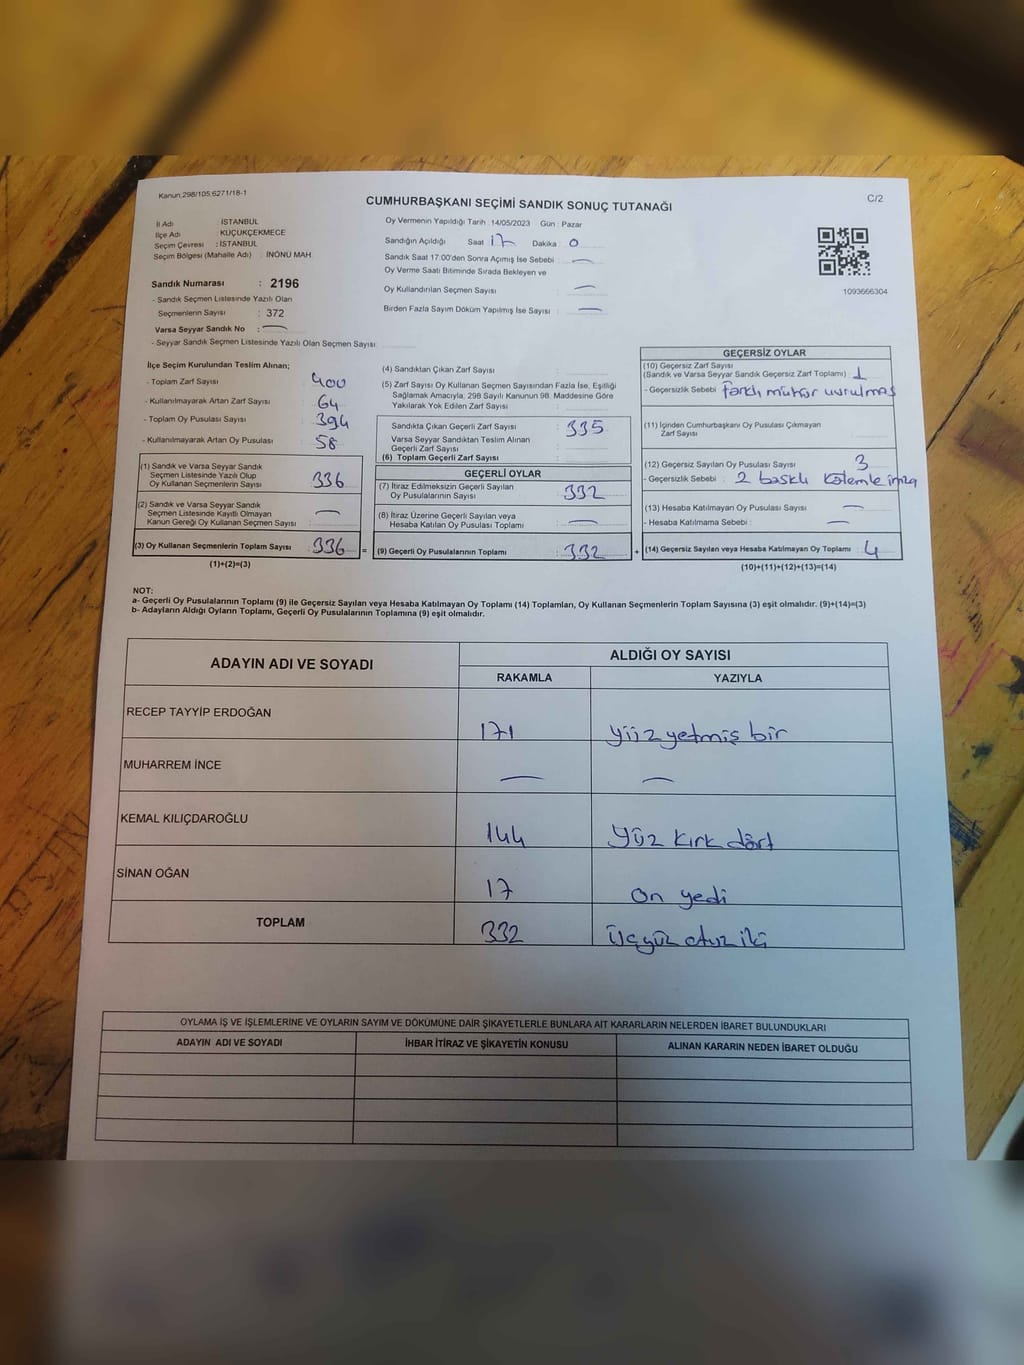 Kanun;298/105;6271/18-1
CUMHURBAŞKANI SEÇİMİ SANDIK SONUÇ TUTANAĞI
C/2
İl Adı : İSTANBUL
İlçe Adı : KÜÇÜKÇEKMECE
Seçim Çevresi : İSTANBUL
Seçim Bölgesi (Mahalle Adı) : İNÖNÜ MAH.
Sandık Numarası : 2196
- Sandık Seçmen Listesinde Yazılı Olan
Seçmenlerin Sayısı : 372
Varsa Seyyar Sandık No : —
- Seyyar Sandık Seçmen Listesinde Yazılı Olan Seçmen Sayısı:
Oy Vermenin Yapıldığı Tarih : 14/05/2023 Gün : Pazar
Sandığın Açıldığı Saat 17 Dakika : 0
Sandık Saat 17.00'den Sonra Açımış İse Sebebi : —
Oy Verme Saati Bitiminde Sırada Bekleyen ve
Oy Kullandırılan Seçmen Sayısı : —
Birden Fazla Sayım Döküm Yapılmış İse Sayısı : —
1093666304
İlçe Seçim Kurulundan Teslim Alınan;
- Toplam Zarf Sayısı : 400
- Kullanılmayarak Artan Zarf Sayısı : 64
- Toplam Oy Pusulası Sayısı : 394
- Kullanılmayarak Artan Oy Pusulası : 58
(1) Sandık ve Varsa Seyyar Sandık
Seçmen Listesinde Yazılı Olup
Oy Kullanan Seçmenlerin Sayısı : 336
(2) Sandık ve Varsa Seyyar Sandık
Seçmen Listesinde Kayıtlı Olmayan
Kanun Gereği Oy Kullanan Seçmen Sayısı : —
(3) Oy Kullanan Seçmenlerin Toplam Sayısı : 336 =
(1)+(2)=(3)
(4) Sandıktan Çıkan Zarf Sayısı :
(5) Zarf Sayısı Oy Kullanan Seçmen Sayısından Fazla İse, Eşitliği
Sağlamak Amacıyla, 298 Sayılı Kanunun 98. Maddesine Göre
Yakılarak Yok Edilen Zarf Sayısı :
Sandıkta Çıkan Geçerli Zarf Sayısı : 335
Varsa Seyyar Sandıktan Teslim Alınan
Geçerli Zarf Sayısı :
(6) Toplam Geçerli Zarf Sayısı :
GEÇERLİ OYLAR
(7) İtiraz Edilmeksizin Geçerli Sayılan
Oy Pusulalarının Sayısı : 332
(8) İtiraz Üzerine Geçerli Sayılan veya
Hesaba Katılan Oy Pusulası Toplamı : —
(9) Geçerli Oy Pusulalarının Toplamı : 332 +
GEÇERSİZ OYLAR
(10) Geçersiz Zarf Sayısı
(Sandık ve Varsa Seyyar Sandık Geçersiz Zarf Toplamı) : 1
- Geçersizlik Sebebi : farklı mühür vurulmaş
(11) İçinden Cumhurbaşkanı Oy Pusulası Çıkmayan
Zarf Sayısı :
(12) Geçersiz Sayılan Oy Pusulası Sayısı : 3
- Geçersizlik Sebebi : 2 baskılı kalemle imza
(13) Hesaba Katılmayan Oy Pusulası Sayısı : —
- Hesaba Katılmama Sebebi : —
(14) Geçersiz Sayılan veya Hesaba Katılmayan Oy Toplamı : 4
(10)+(11)+(12)+(13)=(14)
NOT:
a- Geçerli Oy Pusulalarının Toplamı (9) ile Geçersiz Sayılan veya Hesaba Katılmayan Oy Toplamı (14) Toplamları, Oy Kullanan Seçmenlerin Toplam Sayısına (3) eşit olmalıdır. (9)+(14)=(3)
b- Adayların Aldığı Oyların Toplamı, Geçerli Oy Pusulalarının Toplamına (9) eşit olmalıdır.
ADAYIN ADI VE SOYADI ALDIĞI OY SAYISI
RAKAMLA YAZIYLA
RECEP TAYYİP ERDOĞAN 171 yüzyetmiş bir
MUHARREM İNCE — —
KEMAL KILIÇDAROĞLU 144 Yüz kırk dört
SİNAN OĞAN 17 on yedi
TOPLAM 332 Üçyüz otuz iki
OYLAMA İŞ VE İŞLEMLERİNE VE OYLARIN SAYIM VE DÖKÜMÜNE DAİR ŞİKAYETLERLE BUNLARA AİT KARARLARIN NELERDEN İBARET BULUNDUKLARI
ADAYIN ADI VE SOYADI İHBAR İTİRAZ VE ŞİKAYETİN KONUSU ALINAN KARARIN NEDEN İBARET OLDUĞU